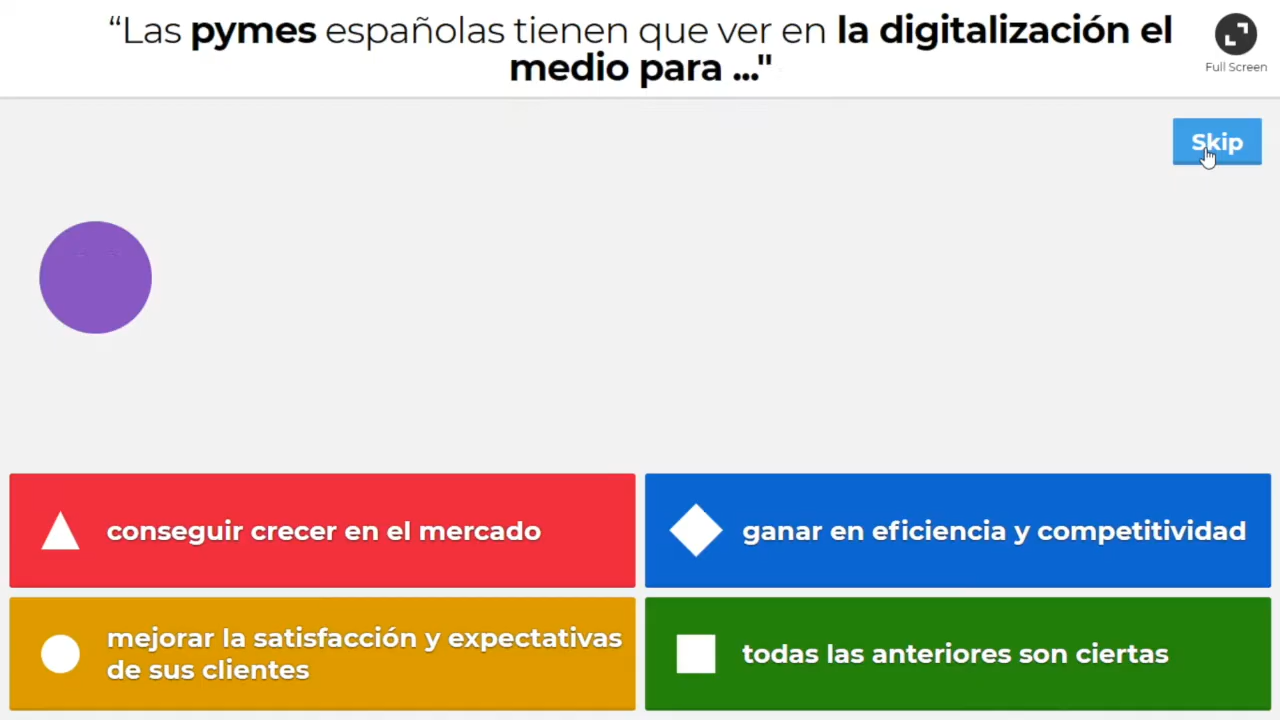 “Las pymes españolas tienen que ver en la digitalización el
medio para ..."
Full Screen
Skip
conseguir crecer en el mercado
ganar en eficiencia y competitividad
mejorar la satisfacción y expectativas
de sus clientes
todas las anteriores son ciertas